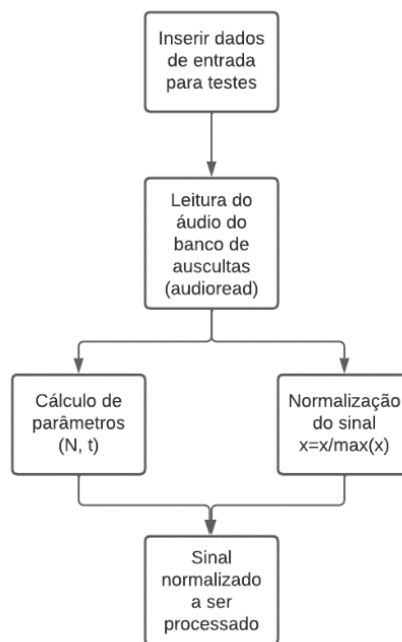 Inserir dados
de entrada
para testes
Leitura do
áudio do
banco de
auscultas
(audioread)
Cálculo de
parâmetros
(N, t)
Normalização
do sinal
x=x/max(x)
Sinal
normalizado
a ser
processado